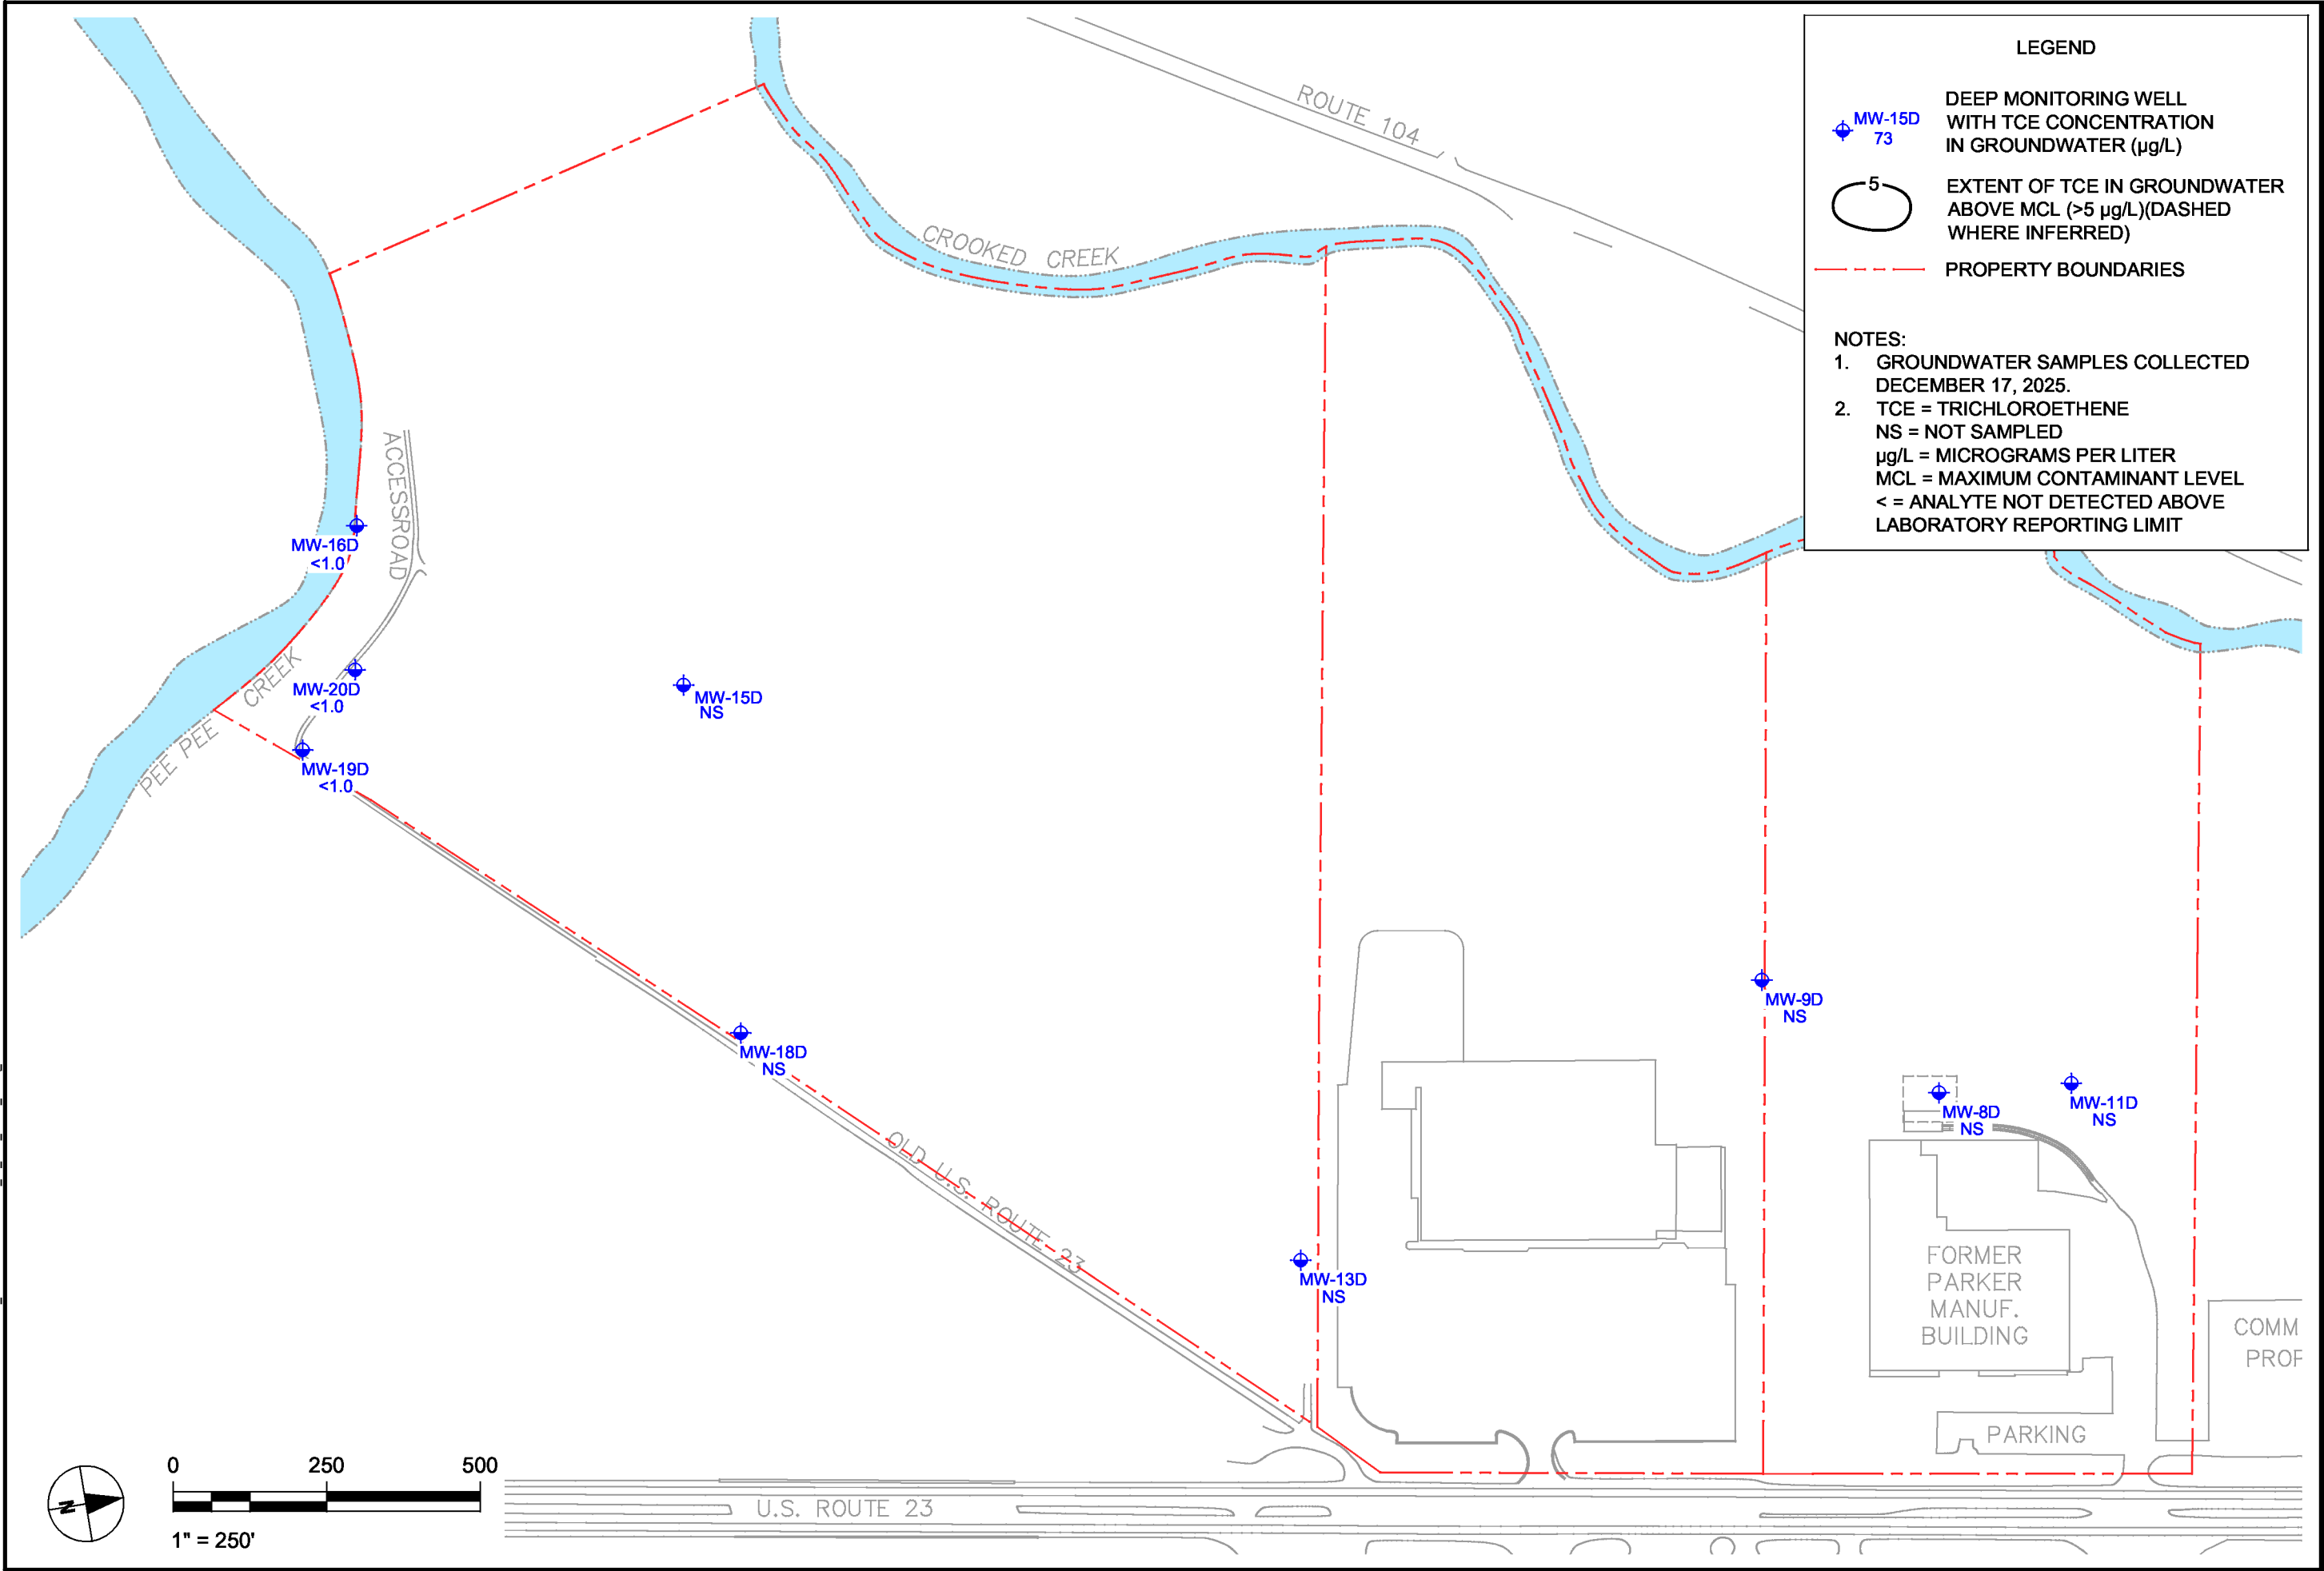 LEGEND
MW-15D
73
DEEP MONITORING WELL
WITH TCE CONCENTRATION
IN GROUNDWATER (µg/L)
5
EXTENT OF TCE IN GROUNDWATER
ABOVE MCL (>5 µg/L)(DASHED
WHERE INFERRED)
PROPERTY BOUNDARIES
NOTES:
1. GROUNDWATER SAMPLES COLLECTED
DECEMBER 17, 2025.
2. TCE = TRICHLOROETHENE
NS = NOT SAMPLED
µg/L = MICROGRAMS PER LITER
MCL = MAXIMUM CONTAMINANT LEVEL
< = ANALYTE NOT DETECTED ABOVE
LABORATORY REPORTING LIMIT
ROUTE 104
CROOKED CREEK
ACCESSROAD
MW-16D
<1.0
MW-20D
<1.0
PEE PEE CREEK
MW-19D
<1.0
MW-15D
NS
MW-18D
NS
MW-9D
NS
MW-8D
NS
MW-11D
NS
OLD U.S. ROUTE 23
MW-13D
NS
FORMER
PARKER
MANUF.
BUILDING
COMM
PROP
PARKING
U.S. ROUTE 23
N
0 250 500
1" = 250'